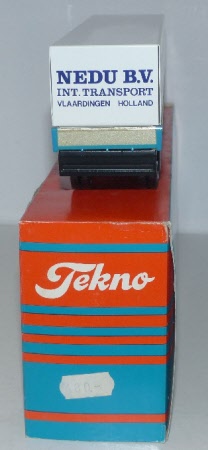 NEDU B.V.
INT. TRANSPORT
VLAARDINGEN HOLLAND
Tekno